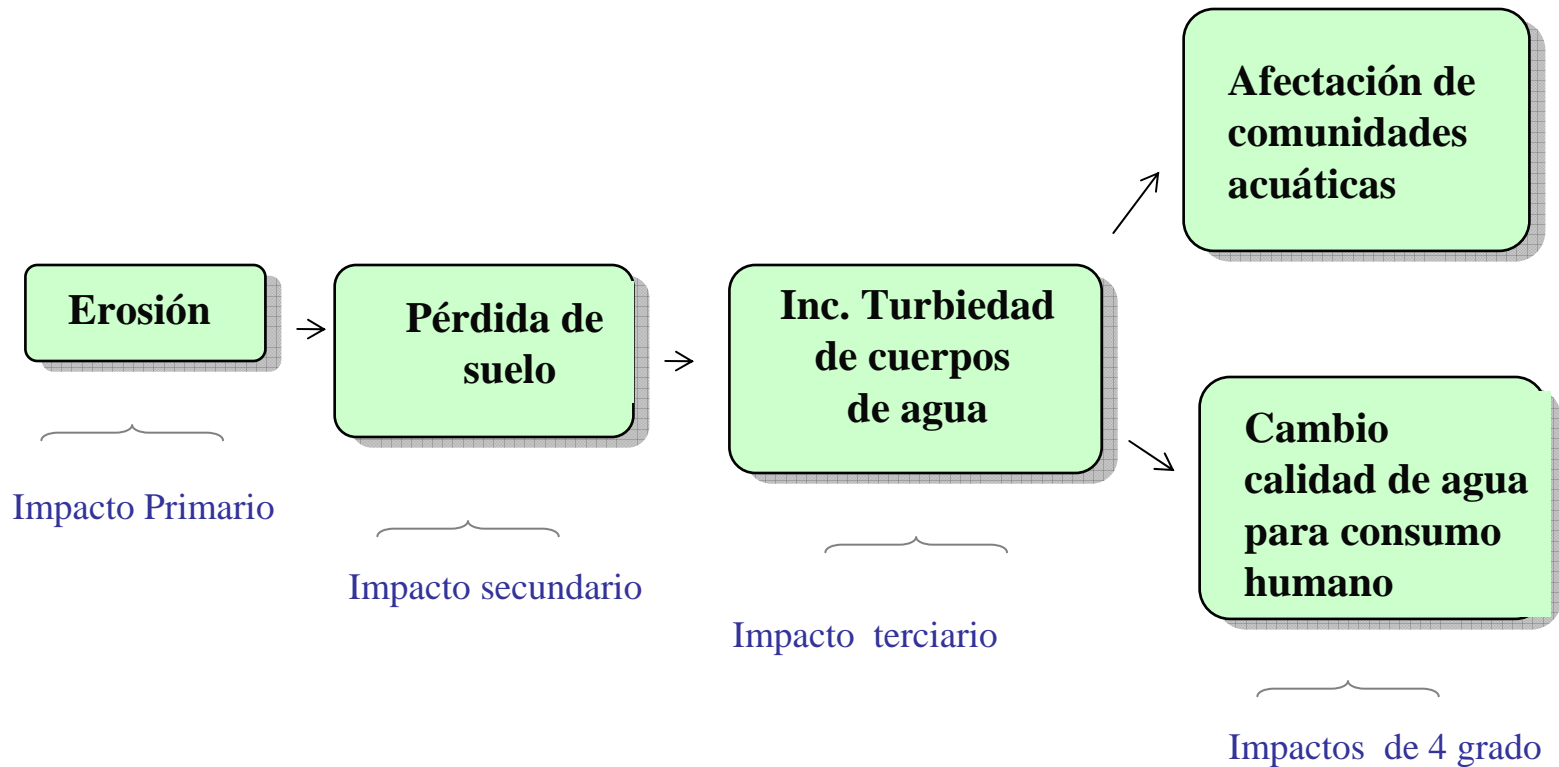 Afectación de
comunidades
acuáticas
Erosión
Pérdida de
suelo
Inc. Turbiedad
de cuerpos
de agua
Cambio
calidad de agua
para consumo
humano
Impacto Primario
Impacto secundario
Impacto  terciario
Impactos  de 4 grado